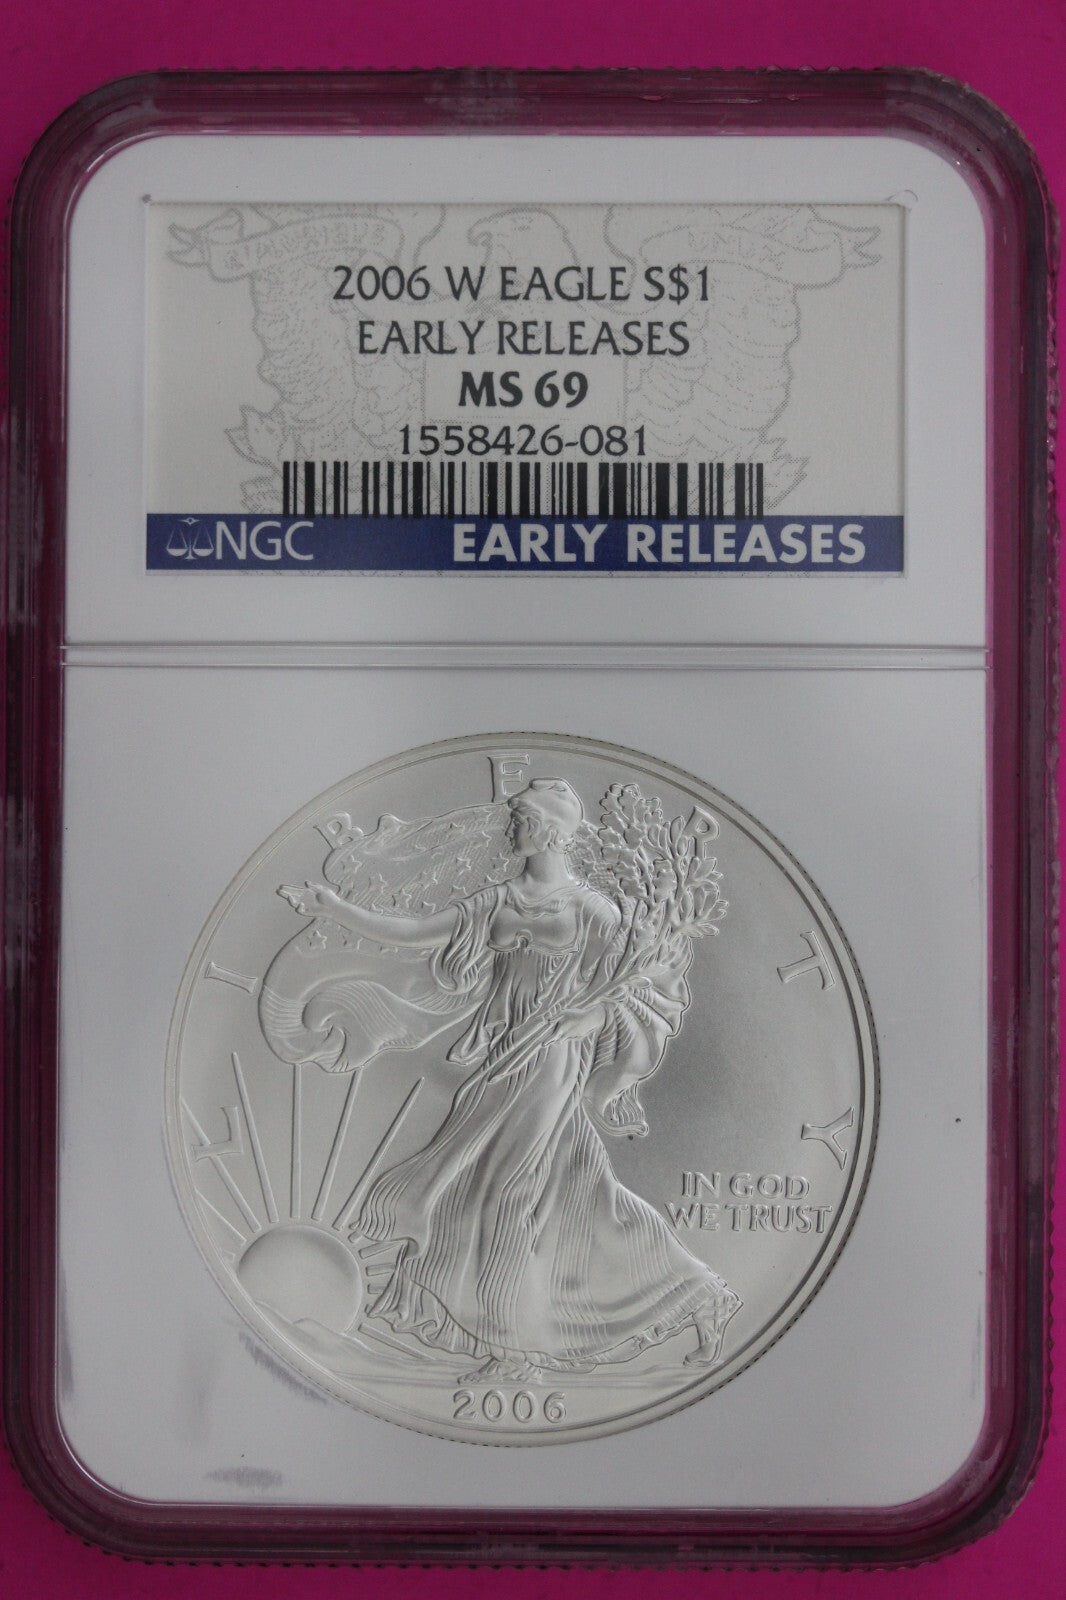 2006 W EAGLE S$1
EARLY RELEASES
MS 69
1558426-081
NGC EARLY RELEASES
LIBERTY
IN GOD
WE TRUST
2006